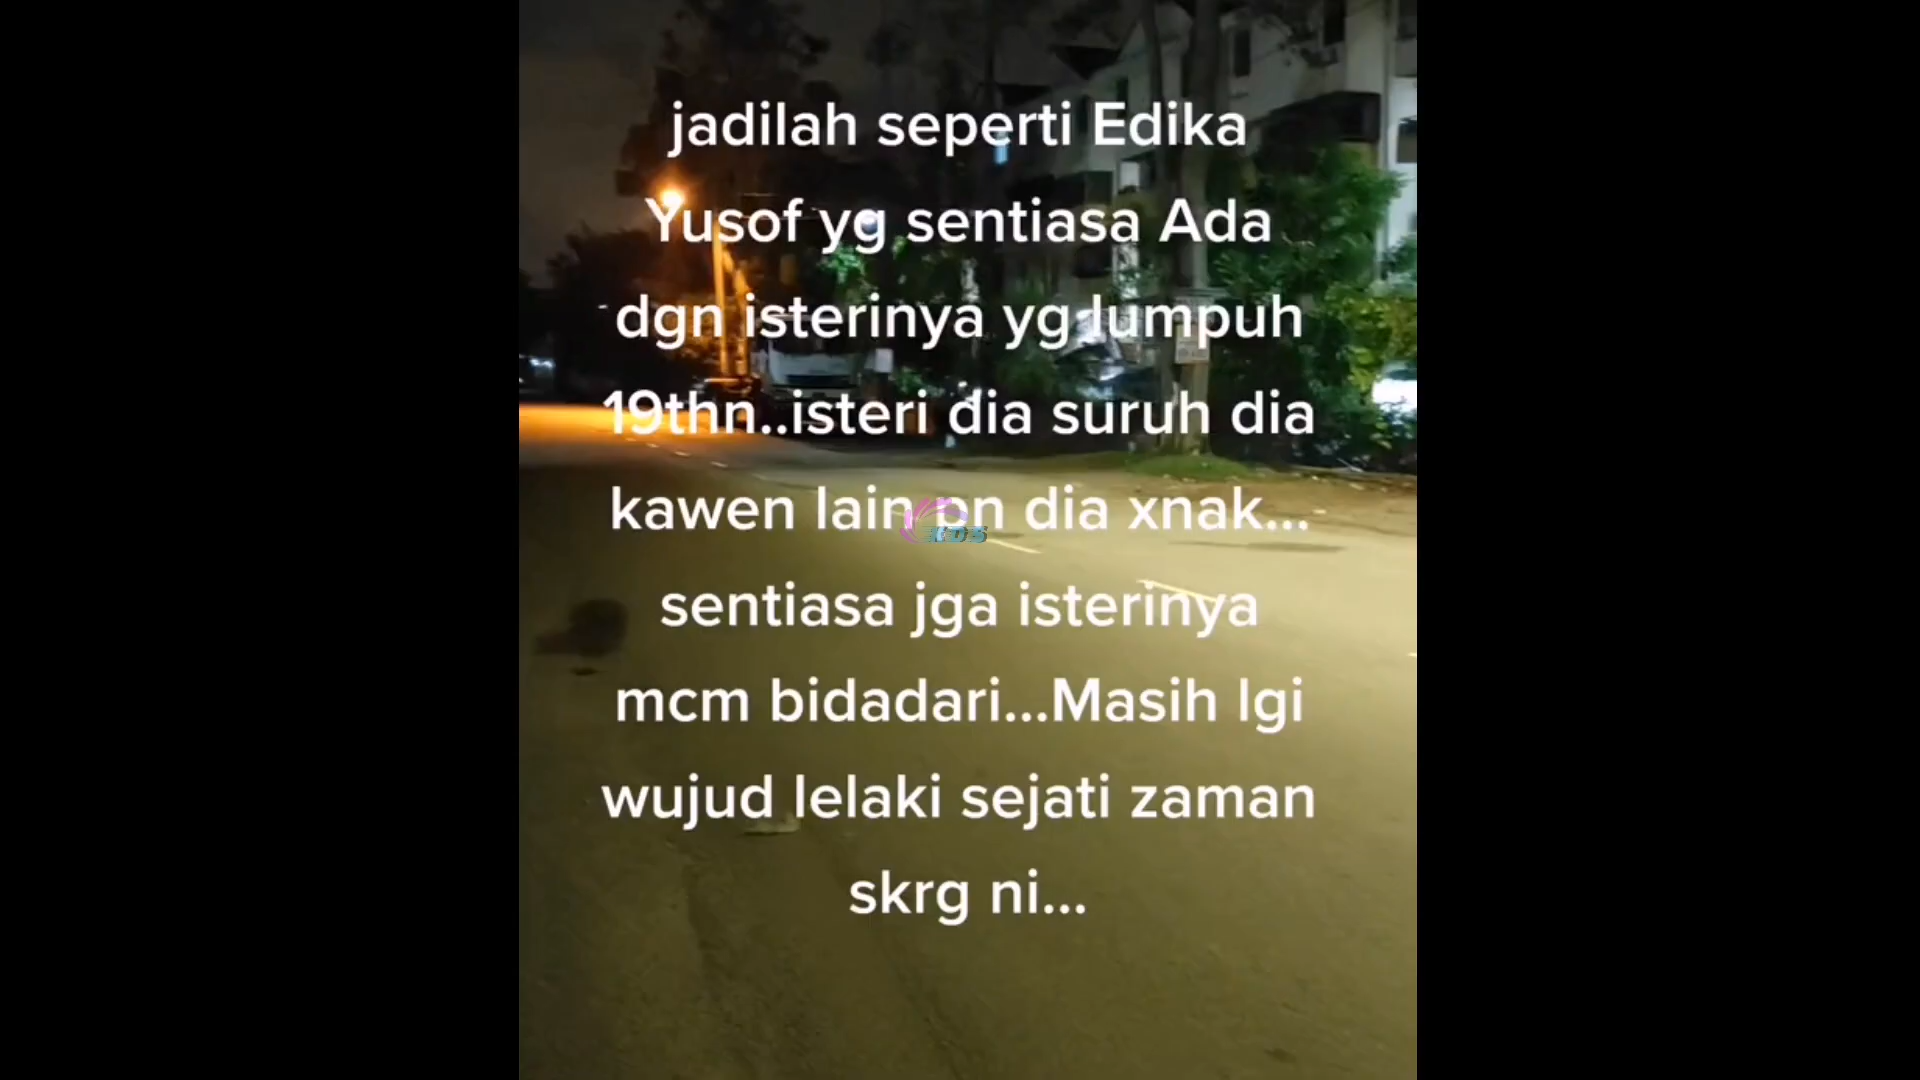 jadilah seperti Edika
Yusof yg sentiasa Ada
dgn isterinya yg lumpuh
19thn..isteri dia suruh dia
kawen lain pn dia xnak...
XDS
sentiasa jga isterinya
mcm bidadari...Masih lgi
wujud lelaki sejati zaman
skrg ni...